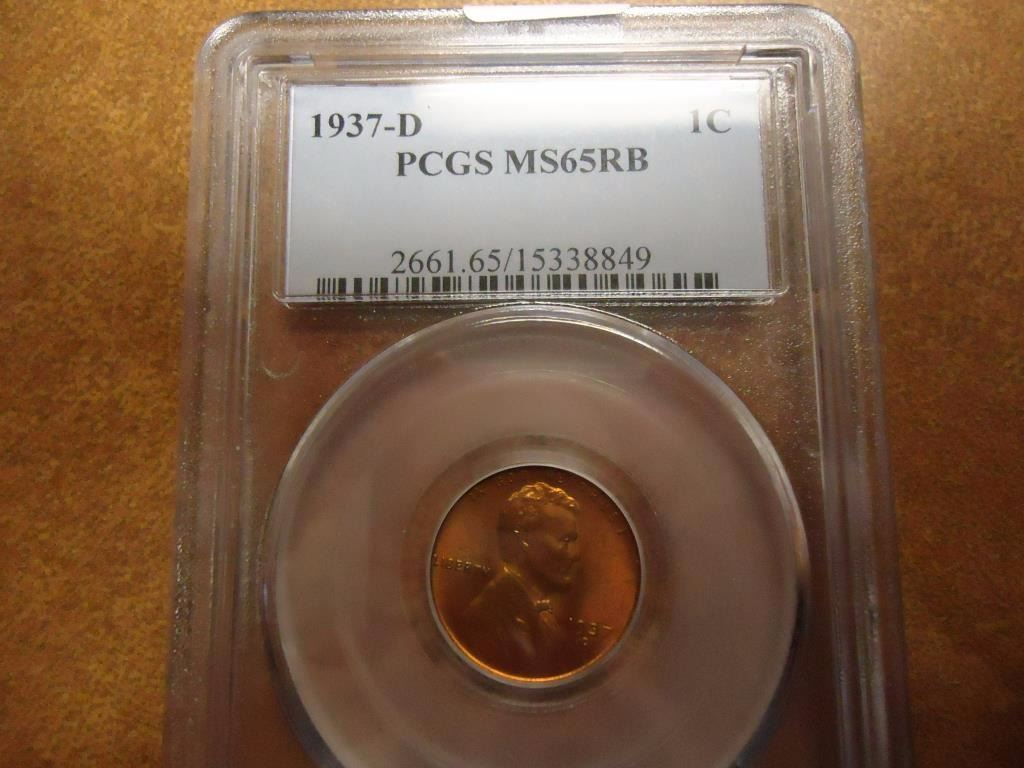 1937-D 1C
PCGS MS65RB
2661.65/15338849
LIBERTY
1937
D